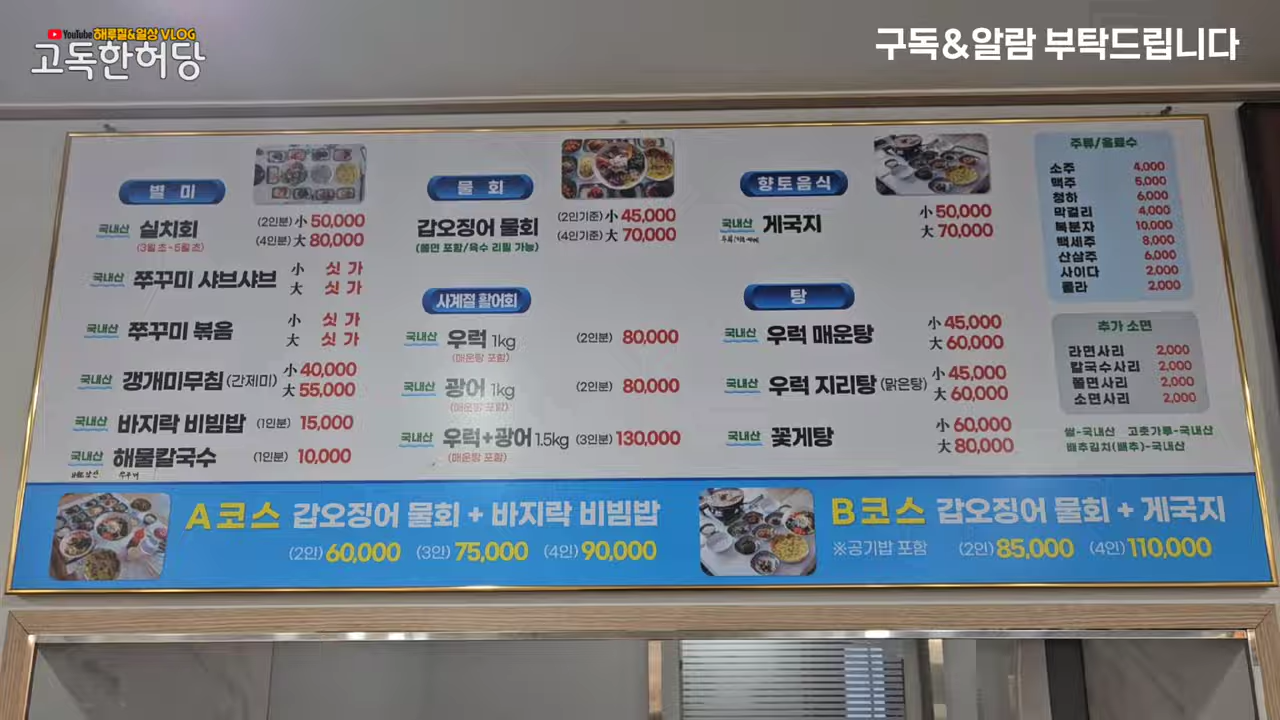 YouTube 해루질&일상 VLOG
고독한허당
구독&알람 부탁드립니다
별 미
국내산 실치회 (2인분) 小 50,000
(3월 초~5월 초) (4인분) 大 80,000
국내산 쭈꾸미 샤브샤브 小 싯 가
大 싯 가
국내산 쭈꾸미 볶음 小 싯 가
大 싯 가
국내산 갱개미무침 (간제미) 小 40,000
大 55,000
국내산 바지락 비빔밥 (1인분) 15,000
국내산 해물칼국수 (1인분) 10,000
물 회
갑오징어 물회 (2인기준) 小 45,000
(쫄면 포함/육수 리필 가능) (4인기준) 大 70,000
사계절 활어회
국내산 우럭 1kg (2인분) 80,000
(매운탕 포함)
국내산 광어 1kg (2인분) 80,000
(매운탕 포함)
국내산 우럭+광어 1.5kg (3인분) 130,000
(매운탕 포함)
향토음식
국내산 게국지 小 50,000
大 70,000
탕
국내산 우럭 매운탕 小 45,000
大 60,000
국내산 우럭 지리탕 (맑은탕) 小 45,000
大 60,000
국내산 꽃게탕 小 60,000
大 80,000
주류/음료수
소주 4,000
맥주 5,000
청하 6,000
막걸리 4,000
복분자 10,000
백세주 8,000
산삼주 6,000
사이다 2,000
콜라 2,000
추가 소면
라면사리 2,000
칼국수사리 2,000
쫄면사리 2,000
소면사리 2,000
쌀-국내산 고춧가루-국내산
배추김치(배추)-국내산
A코스 갑오징어 물회 + 바지락 비빔밥
(2인) 60,000 (3인) 75,000 (4인) 90,000
B코스 갑오징어 물회 + 게국지
※공기밥 포함 (2인) 85,000 (4인) 110,000